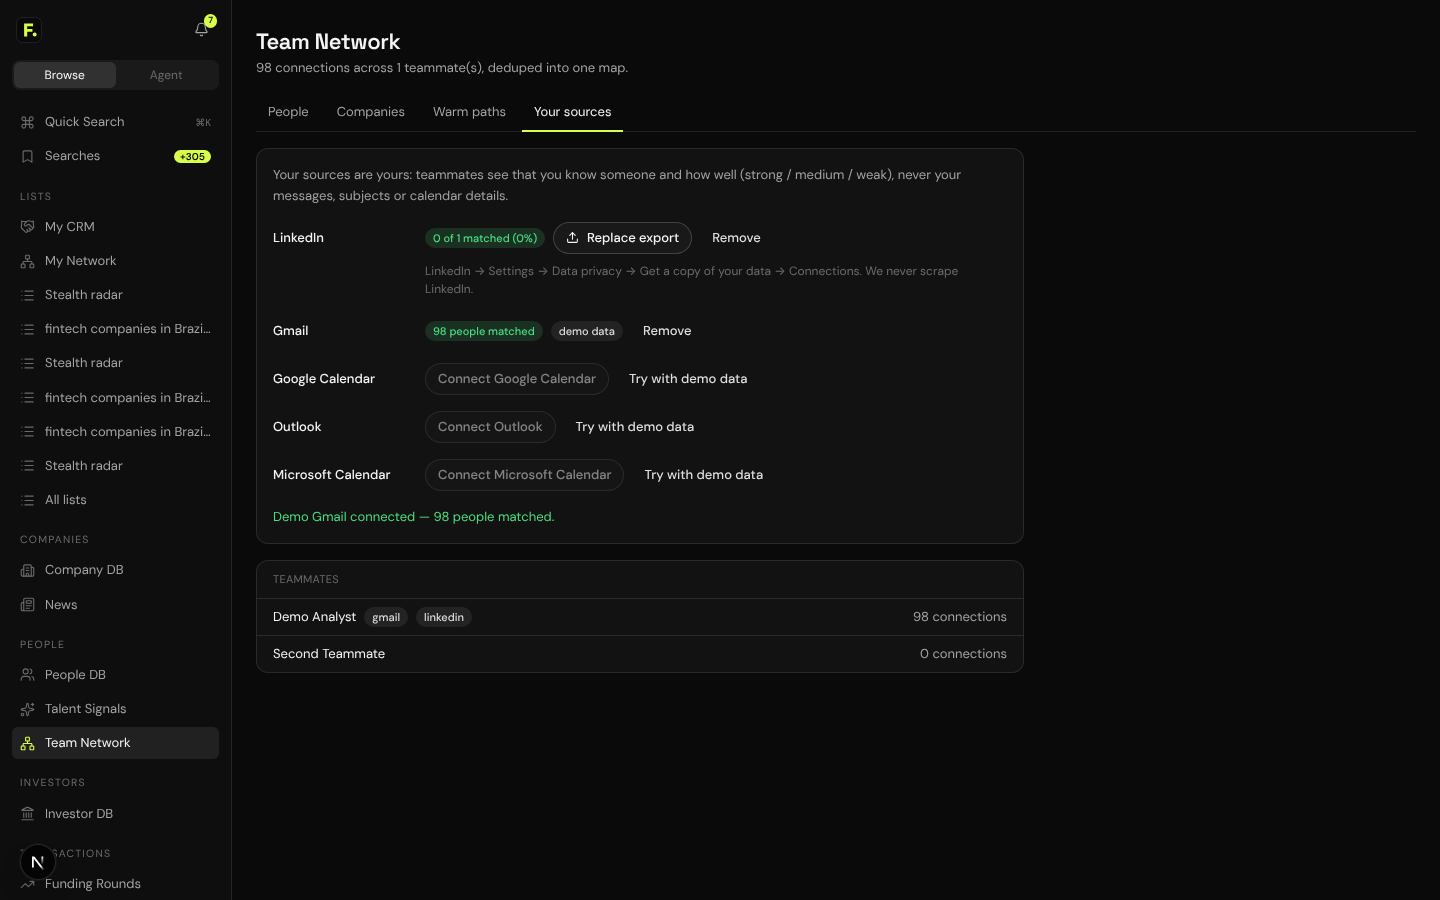 F.
7
Browse
Agent
Quick Search
⌘K
Searches
+305
LISTS
My CRM
My Network
Stealth radar
fintech companies in Brazi...
Stealth radar
fintech companies in Brazi...
fintech companies in Brazi...
Stealth radar
All lists
COMPANIES
Company DB
News
PEOPLE
People DB
Talent Signals
Team Network
INVESTORS
Investor DB
SACTIONS
N
Funding Rounds
Team Network
98 connections across 1 teammate(s), deduped into one map.
People
Companies
Warm paths
Your sources
Your sources are yours: teammates see that you know someone and how well (strong / medium / weak), never your
messages, subjects or calendar details.
LinkedIn
0 of 1 matched (0%)
Replace export
Remove
LinkedIn → Settings → Data privacy → Get a copy of your data → Connections. We never scrape
LinkedIn.
Gmail
98 people matched
demo data
Remove
Google Calendar
Connect Google Calendar
Try with demo data
Outlook
Connect Outlook
Try with demo data
Microsoft Calendar
Connect Microsoft Calendar
Try with demo data
Demo Gmail connected — 98 people matched.
TEAMMATES
Demo Analyst
gmail
linkedin
98 connections
Second Teammate
0 connections